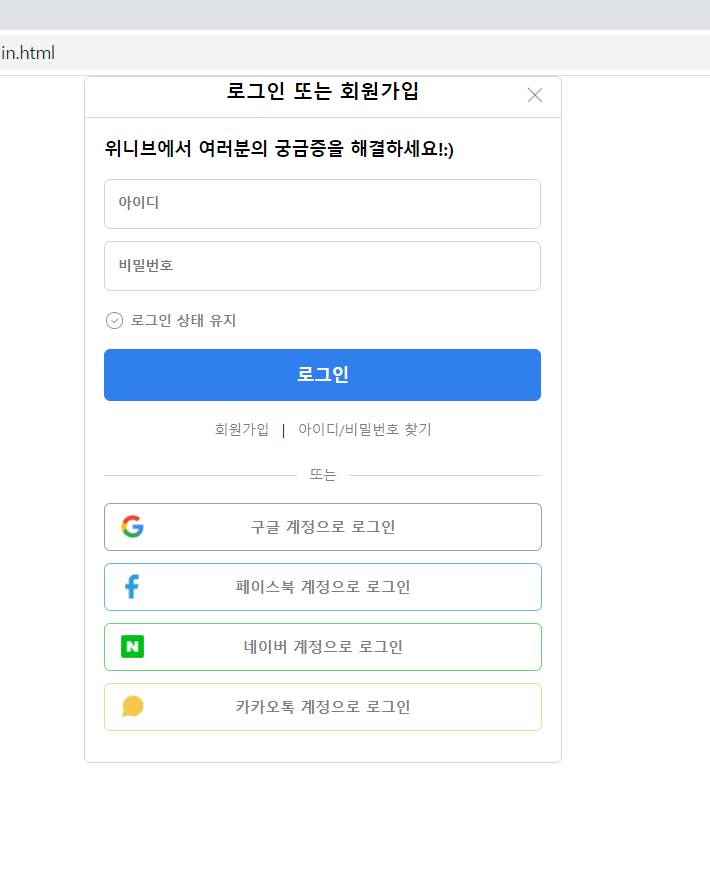 in.html
로그인 또는 회원가입
위니브에서 여러분의 궁금증을 해결하세요!:)
아이디
비밀번호
로그인 상태 유지
로그인
회원가입 | 아이디/비밀번호 찾기
또는
G 구글 계정으로 로그인
f 페이스북 계정으로 로그인
N 네이버 계정으로 로그인
카카오톡 계정으로 로그인